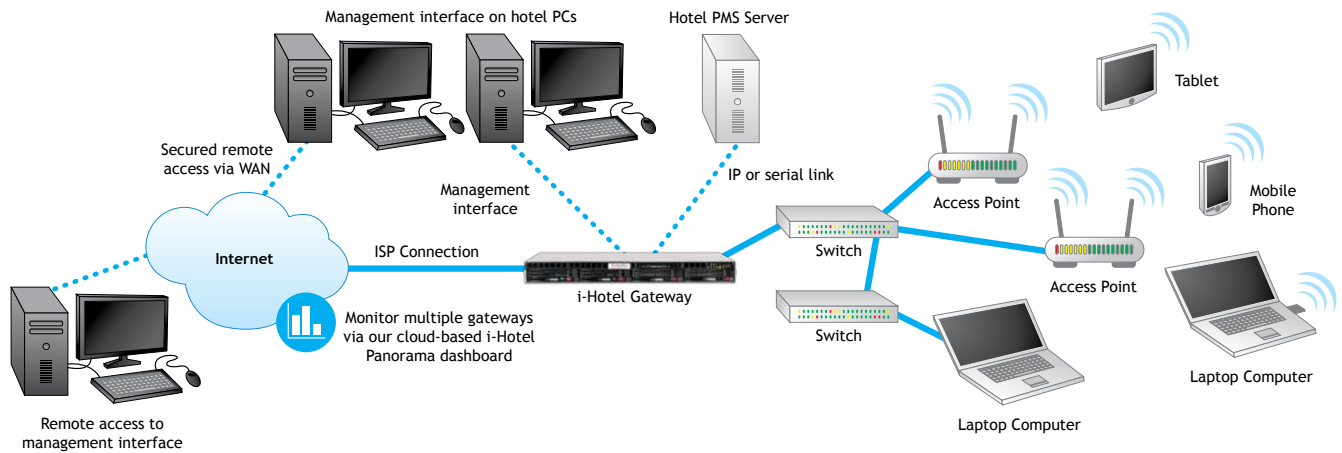 Management interface on hotel PCs
Hotel PMS Server
Tablet
Secured remote
access via WAN
Management
interface
IP or serial link
Access Point
Mobile
Phone
Internet
ISP Connection
Switch
i-Hotel Gateway
Access Point
Monitor multiple gateways
via our cloud-based i-Hotel
Panorama dashboard
Switch
Laptop Computer
Remote access to
management interface
Laptop Computer